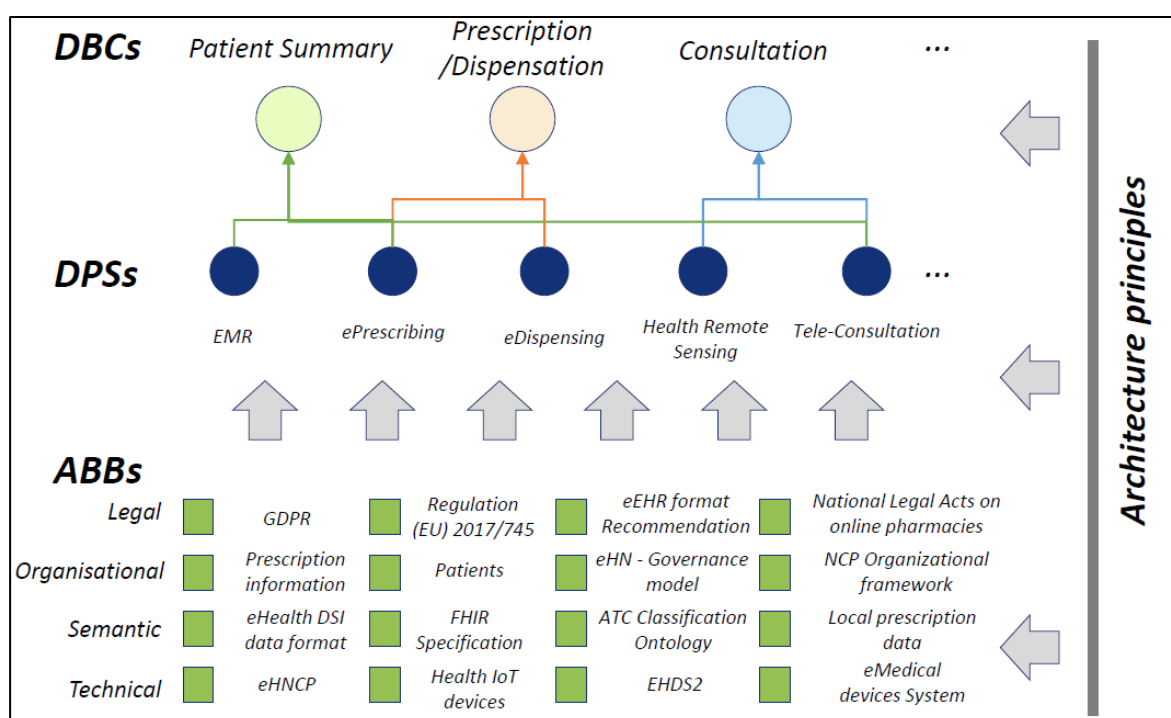 DBCs
Patient Summary
Prescription
/Dispensation
Consultation
...
DPSs
...
EMR
ePrescribing
eDispensing
Health Remote
Sensing
Tele-Consultation
ABBs
Legal
GDPR
Regulation
(EU) 2017/745
eEHR format
Recommendation
National Legal Acts on
online pharmacies
Organisational
Prescription
information
Patients
eHN - Governance
model
NCP Organizational
framework
Semantic
eHealth DSI
data format
FHIR
Specification
ATC Classification
Ontology
Local prescription
data
Technical
eHNCP
Health IoT
devices
EHDS2
eMedical
devices System
Architecture principles